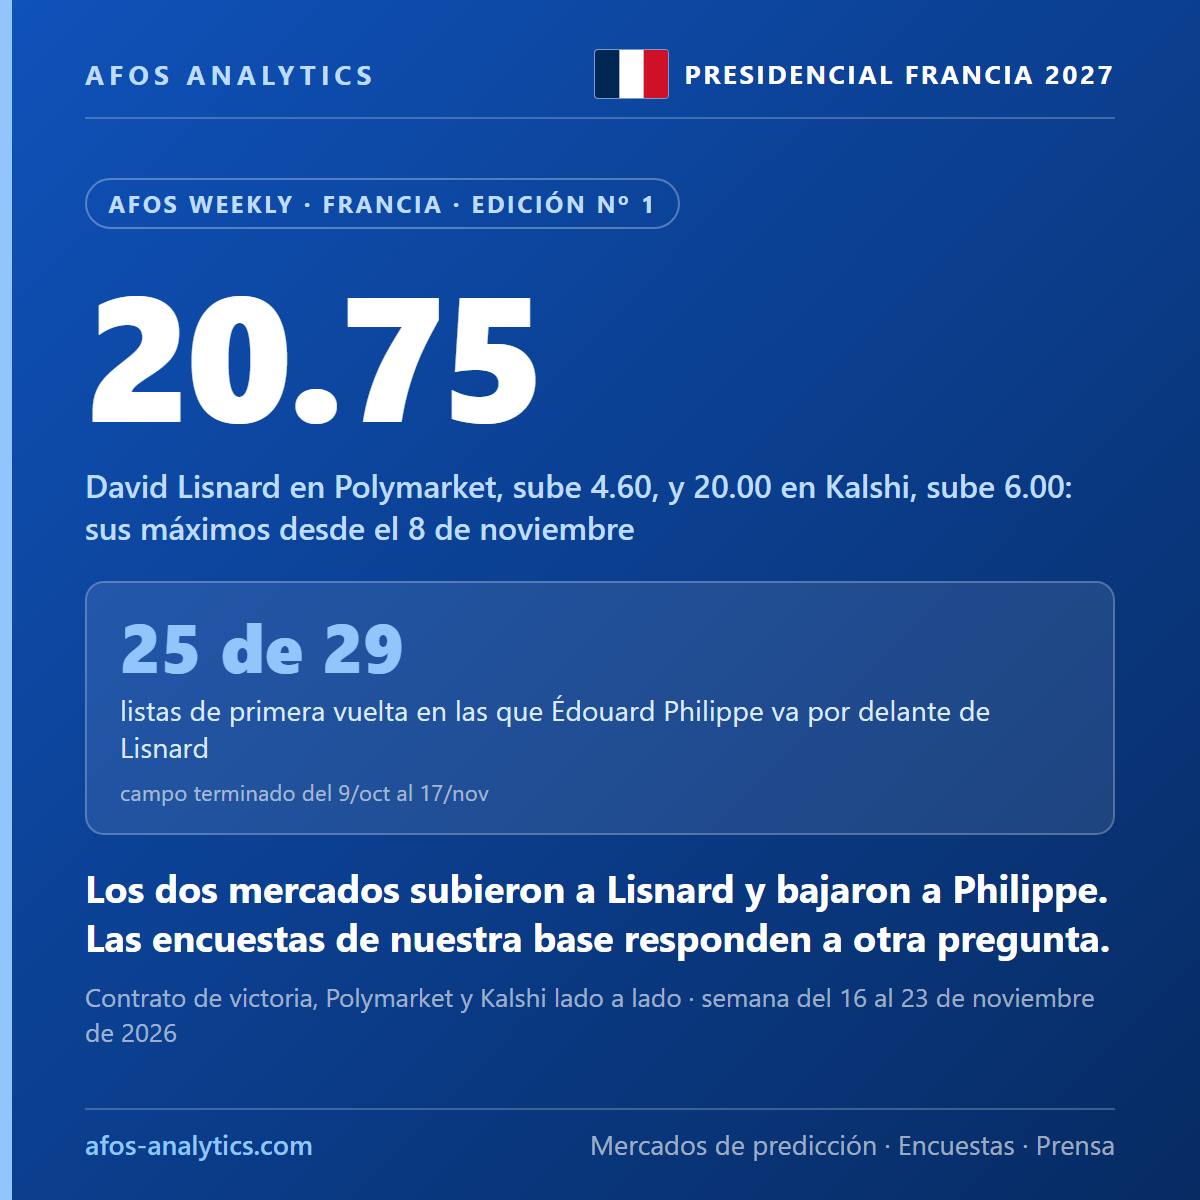 AFOS ANALYTICS
PRESIDENCIAL FRANCIA 2027
AFOS WEEKLY · FRANCIA · EDICIÓN Nº 1
20.75
David Lisnard en Polymarket, sube 4.60, y 20.00 en Kalshi, sube 6.00:
sus máximos desde el 8 de noviembre
25 de 29
listas de primera vuelta en las que Édouard Philippe va por delante de
Lisnard
campo terminado del 9/oct al 17/nov
Los dos mercados subieron a Lisnard y bajaron a Philippe.
Las encuestas de nuestra base responden a otra pregunta.
Contrato de victoria, Polymarket y Kalshi lado a lado · semana del 16 al 23 de noviembre
de 2026
afos-analytics.com
Mercados de predicción · Encuestas · Prensa